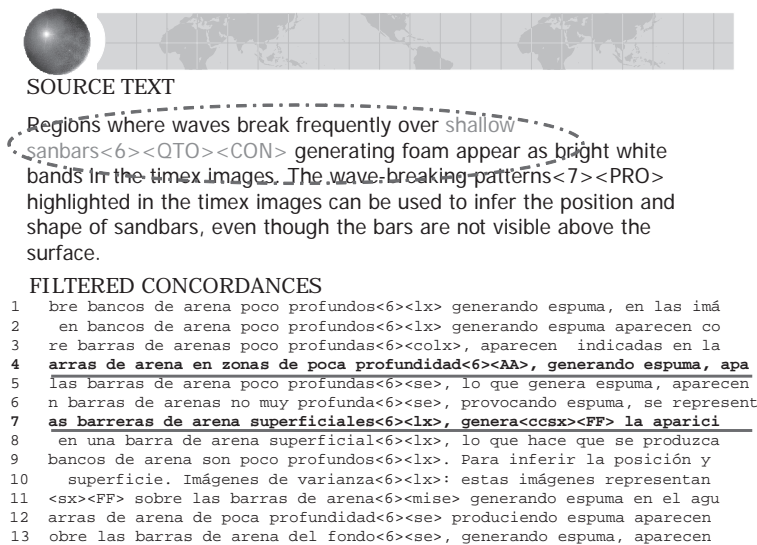 SOURCE TEXT
Regions where waves break frequently over shallow
sanbars<6><QTO><CON> generating foam appear as bright white
bands in the timex images. The wave-breaking patterns<7><PRO>
highlighted in the timex images can be used to infer the position and
shape of sandbars, even though the bars are not visible above the
surface.
FILTERED CONCORDANCES
1 bre bancos de arena poco profundos<6><lx> generando espuma, en las imá
2 en bancos de arena poco profundos<6><lx> generando espuma aparecen co
3 re barras de arenas poco profundas<6><colx>, aparecen indicadas en la
4 arras de arena en zonas de poca profundidad<6><AA>, generando espuma, apa
5 las barras de arena poco profundas<6><se>, lo que genera espuma, aparecen
6 n barras de arenas no muy profunda<6><se>, provocando espuma, se represent
7 as barreras de arena superficiales<6><lx>, genera<ccsx><FF> la aparici
8 en una barra de arena superficial<6><lx>, lo que hace que se produzca
9 bancos de arena son poco profundos<6><lx>. Para inferir la posición y
10 superficie. Imágenes de varianza<6><lx>: estas imágenes representan
11 <sx><FF> sobre las barras de arena<6><mise> generando espuma en el agu
12 arras de arena de poca profundidad<6><se> produciendo espuma aparecen
13 obre las barras de arena del fondo<6><se>, generando espuma, aparecen